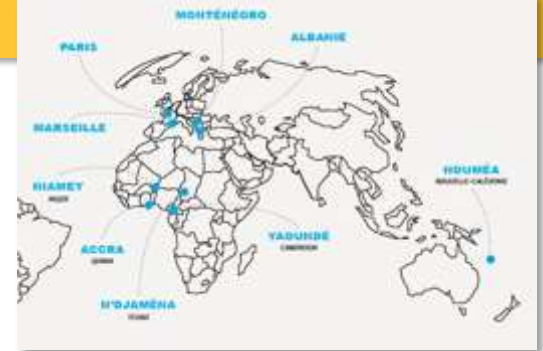 MONTÉNÉGRO
ALBANIE
PARIS
MARSEILLE
NOUMÉA
NOUVELLE-CALÉDONIE
NIAMEY
NIGER
YAOUNDÉ
CAMEROUN
ACCRA
GHANA
N'DJAMÉNA
TCHAD